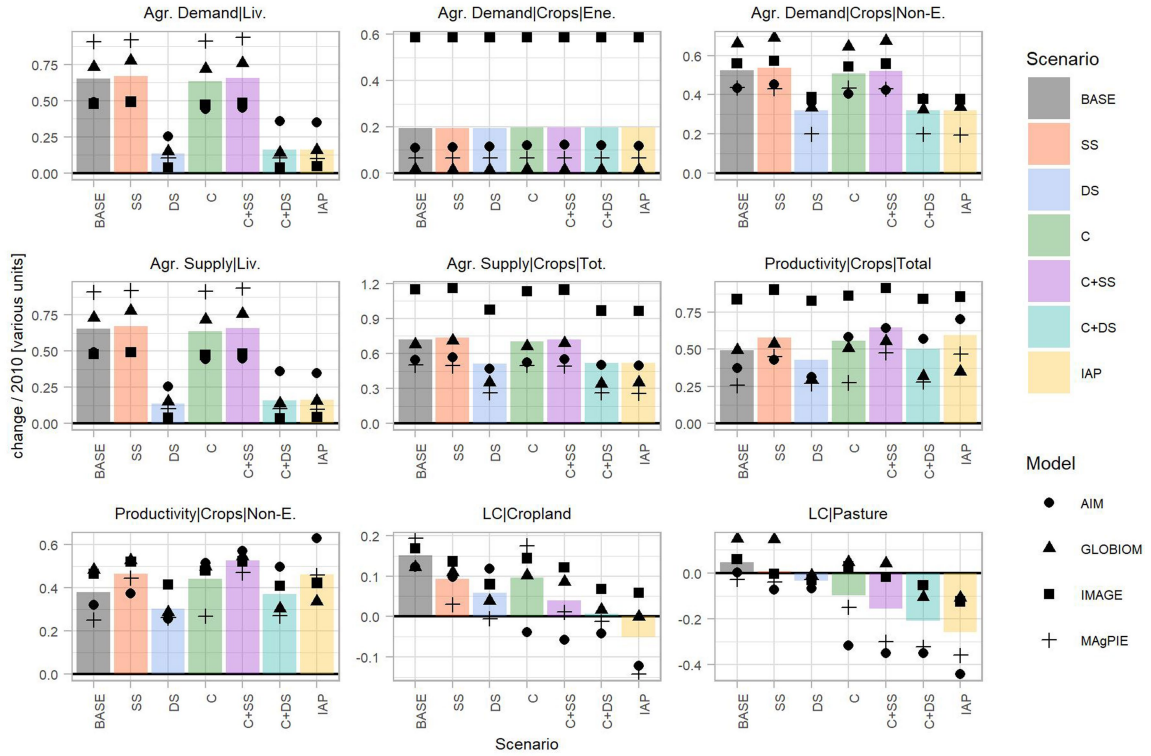 Agr. Demand|Liv.
Agr. Demand|Crops|Ene.
Agr. Demand|Crops|Non-E.
0.75
0.50
0.25
0.00
BASE
SS
DS
C
C+SS
C+DS
IAP
0.6
0.4
0.2
0.0
BASE
SS
DS
C
C+SS
C+DS
IAP
0.6
0.4
0.2
0.0
BASE
SS
DS
C
C+SS
C+DS
IAP
Agr. Supply|Liv.
Agr. Supply|Crops|Tot.
Productivity|Crops|Total
change / 2010 [various units]
0.75
0.50
0.25
0.00
BASE
SS
DS
C
C+SS
C+DS
IAP
1.2
0.9
0.6
0.3
0.0
BASE
SS
DS
C
C+SS
C+DS
IAP
0.75
0.50
0.25
0.00
BASE
SS
DS
C
C+SS
C+DS
IAP
Productivity|Crops|Non-E.
LC|Cropland
LC|Pasture
0.6
0.4
0.2
0.0
BASE
SS
DS
C
C+SS
C+DS
IAP
0.2
0.1
0.0
-0.1
BASE
SS
DS
C
C+SS
C+DS
IAP
0.0
-0.2
-0.4
BASE
SS
DS
C
C+SS
C+DS
IAP
Scenario
Scenario
BASE
SS
DS
C
C+SS
C+DS
IAP
Model
AIM
GLOBIOM
IMAGE
MAgPIE